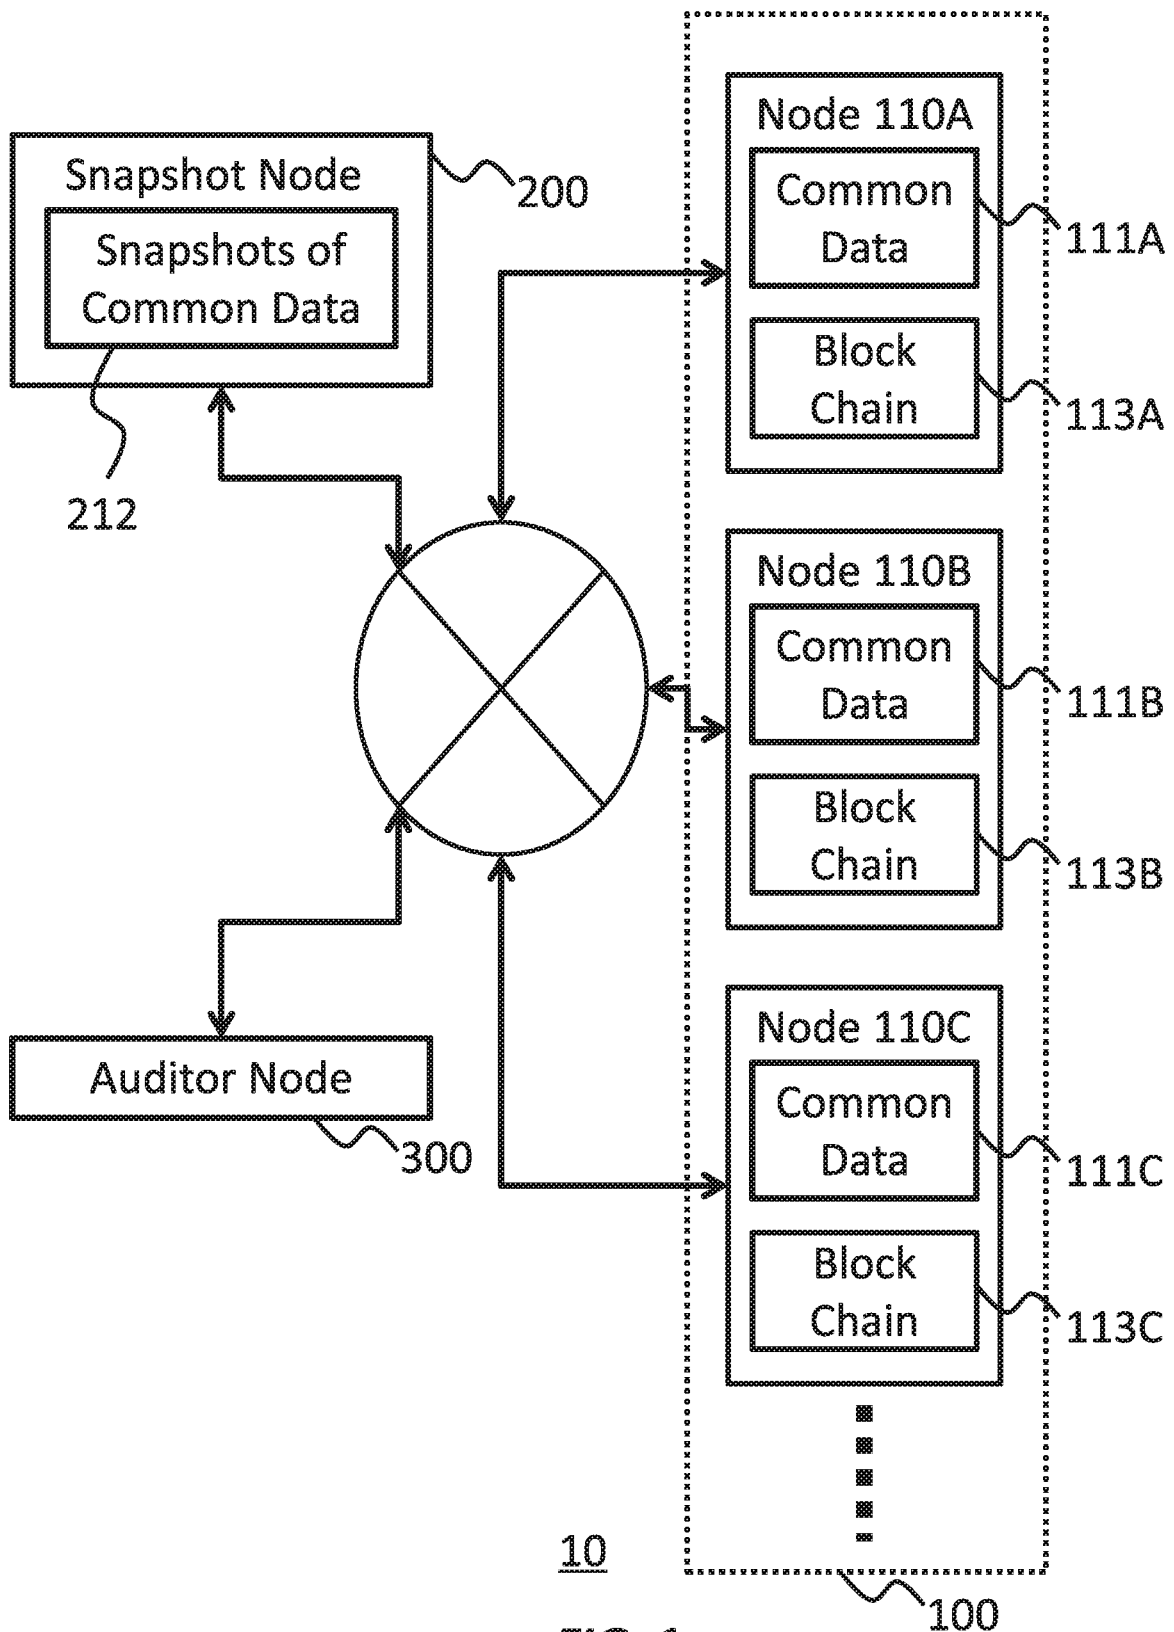 Snapshot Node
Snapshots of
Common Data
200
212
Node 110A
Common
Data
111A
Block
Chain
113A
Node 110B
Common
Data
111B
Block
Chain
113B
Auditor Node
300
Node 110C
Common
Data
111C
Block
Chain
113C
10
100